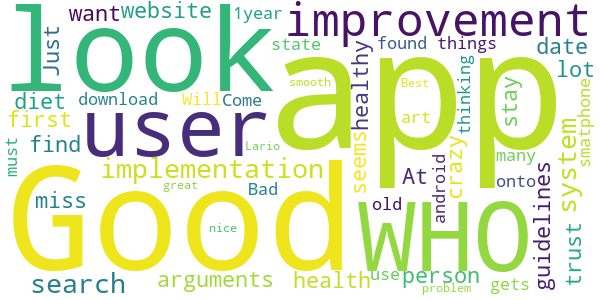 look
app
improvement
Good
user
WHO
Just
want
website
1year
state
found
things
date
lot
diet
download
Will
Come
smooth
Best
healthy
thinking
stay
art
smatphone
first
find
Lario
seems
crazy
android
many
system
must
implementation
At
onto
guidelines
miss
Bad
great
nice
old
trust
search
arguments
health
use
person
gets
problem